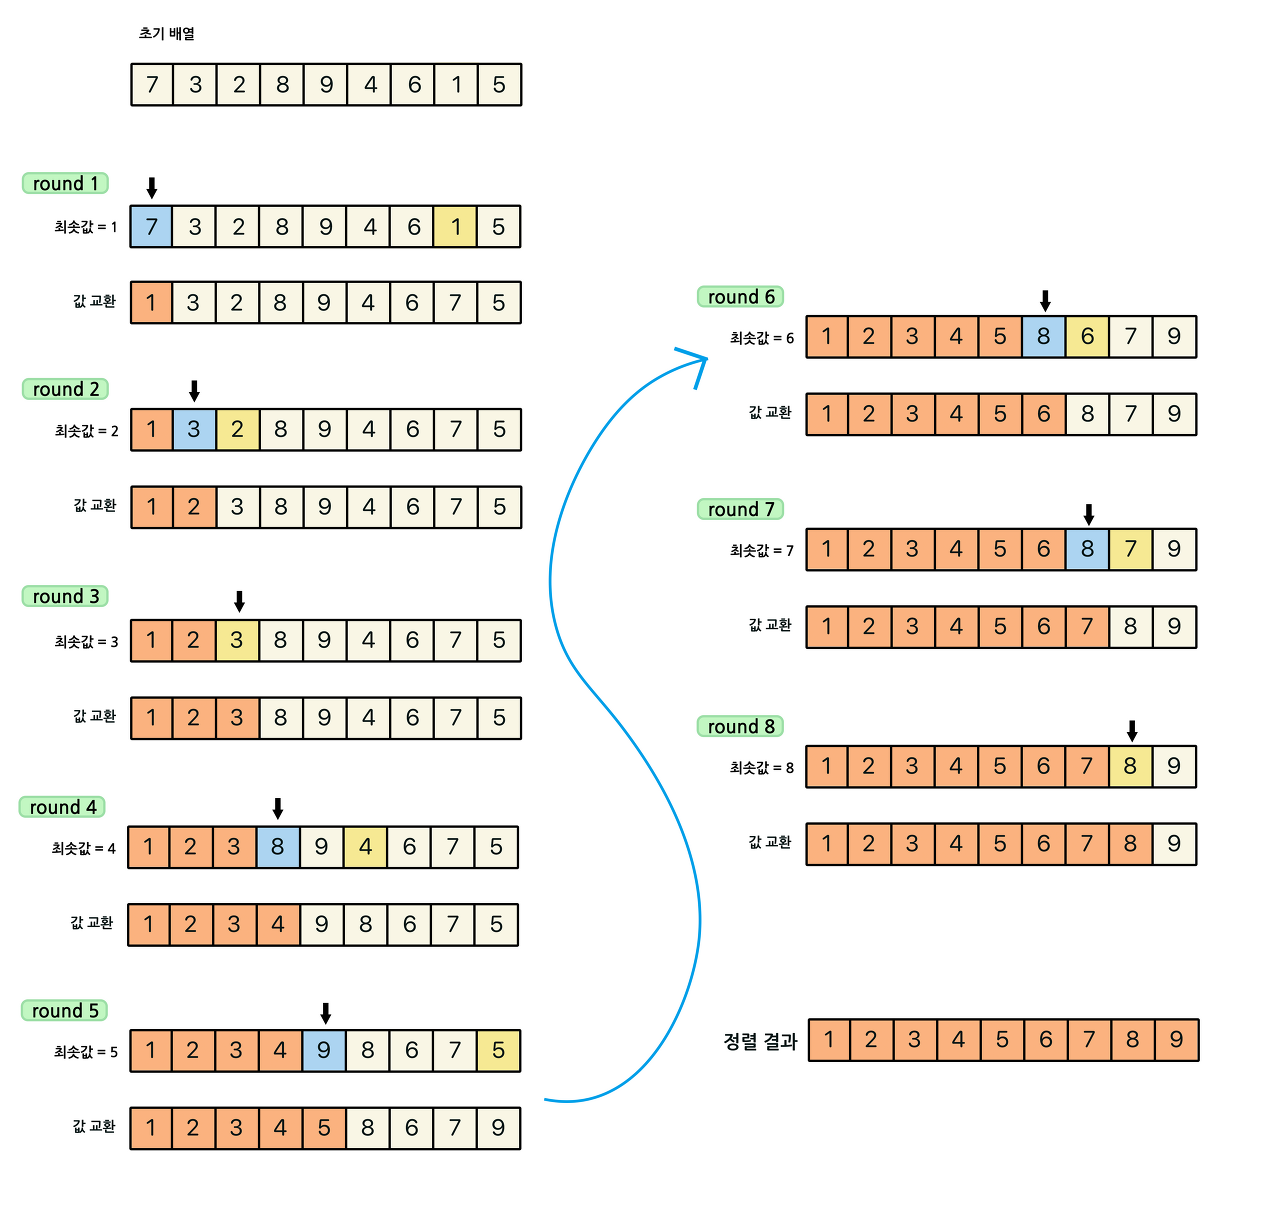 초기 배열
7 3 2 8 9 4 6 1 5
round 1
최솟값 = 1
7 3 2 8 9 4 6 1 5
값 교환
1 3 2 8 9 4 6 7 5
round 2
최솟값 = 2
1 3 2 8 9 4 6 7 5
값 교환
1 2 3 8 9 4 6 7 5
round 3
최솟값 = 3
1 2 3 8 9 4 6 7 5
값 교환
1 2 3 8 9 4 6 7 5
round 4
최솟값 = 4
1 2 3 8 9 4 6 7 5
값 교환
1 2 3 4 9 8 6 7 5
round 5
최솟값 = 5
1 2 3 4 9 8 6 7 5
값 교환
1 2 3 4 5 8 6 7 9
round 6
최솟값 = 6
1 2 3 4 5 8 6 7 9
값 교환
1 2 3 4 5 6 8 7 9
round 7
최솟값 = 7
1 2 3 4 5 6 8 7 9
값 교환
1 2 3 4 5 6 7 8 9
round 8
최솟값 = 8
1 2 3 4 5 6 7 8 9
값 교환
1 2 3 4 5 6 7 8 9
정렬 결과
1 2 3 4 5 6 7 8 9